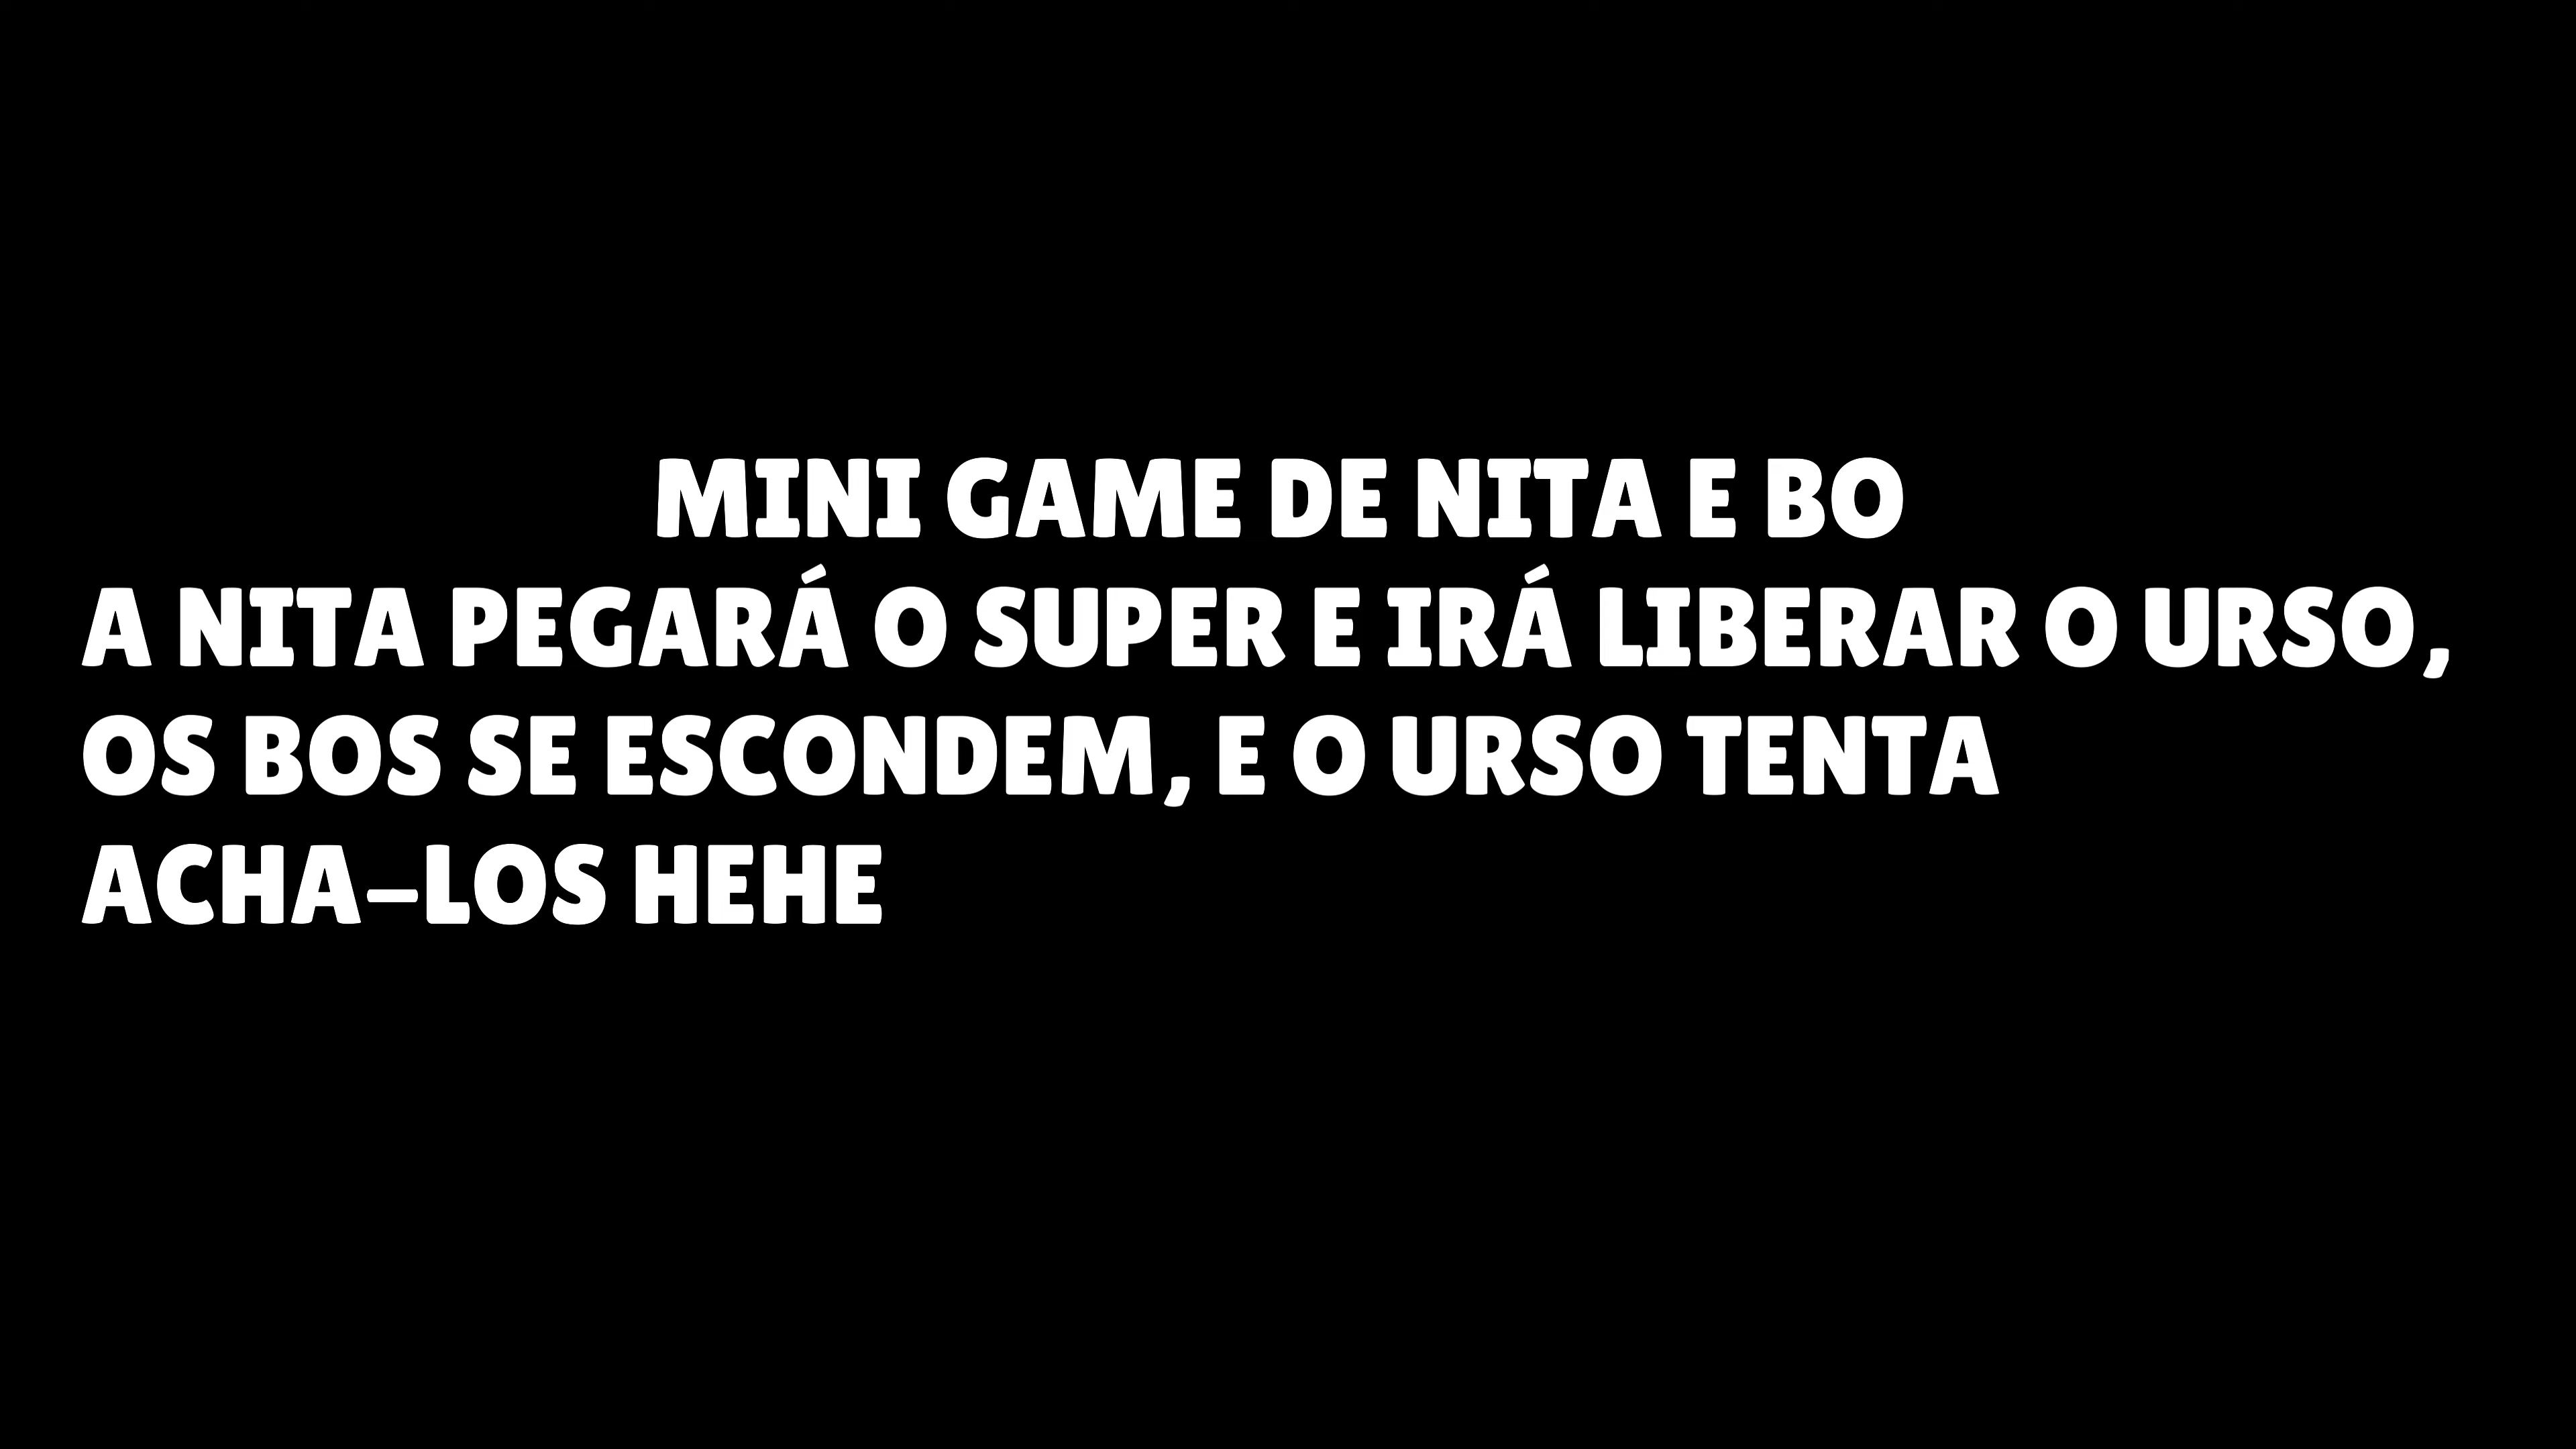 MINI GAME DE NITA E BO
A NITA PEGARÁ O SUPER E IRÁ LIBERAR O URSO,
OS BOS SE ESCONDEM, E O URSO TENTA
ACHA-LOS HEHE